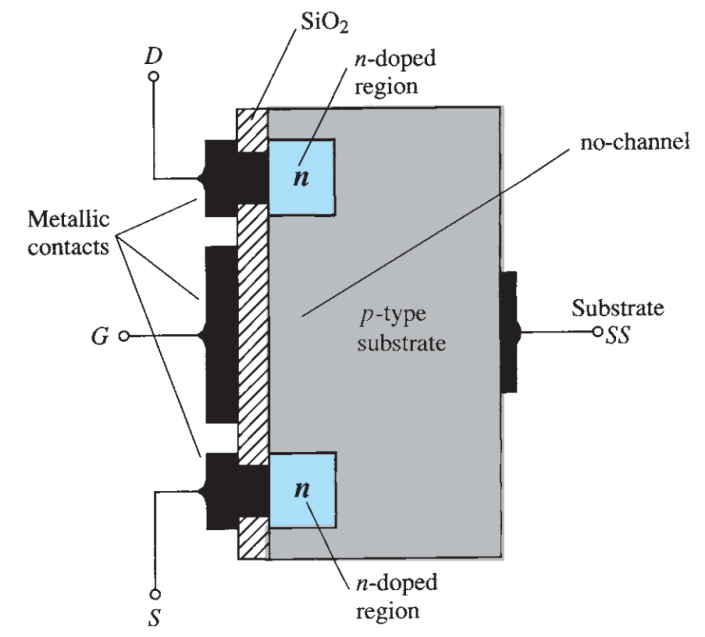 SiO₂
D
n-doped
region
no-channel
n
Metallic
contacts
Substrate
p-type
substrate
G
SS
n
n-doped
region
S